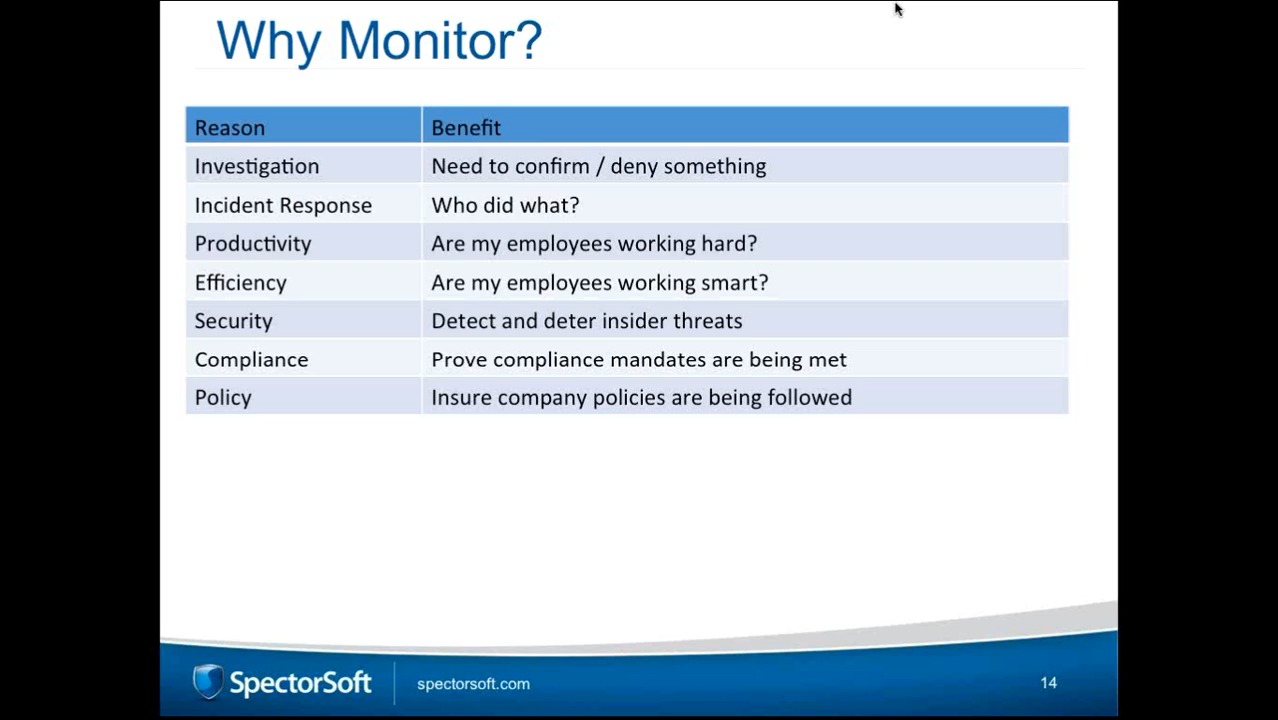 Why Monitor?
Reason Benefit
Investigation Need to confirm / deny something
Incident Response Who did what?
Productivity Are my employees working hard?
Efficiency Are my employees working smart?
Security Detect and deter insider threats
Compliance Prove compliance mandates are being met
Policy Insure company policies are being followed
SpectorSoft spectorsoft.com 14